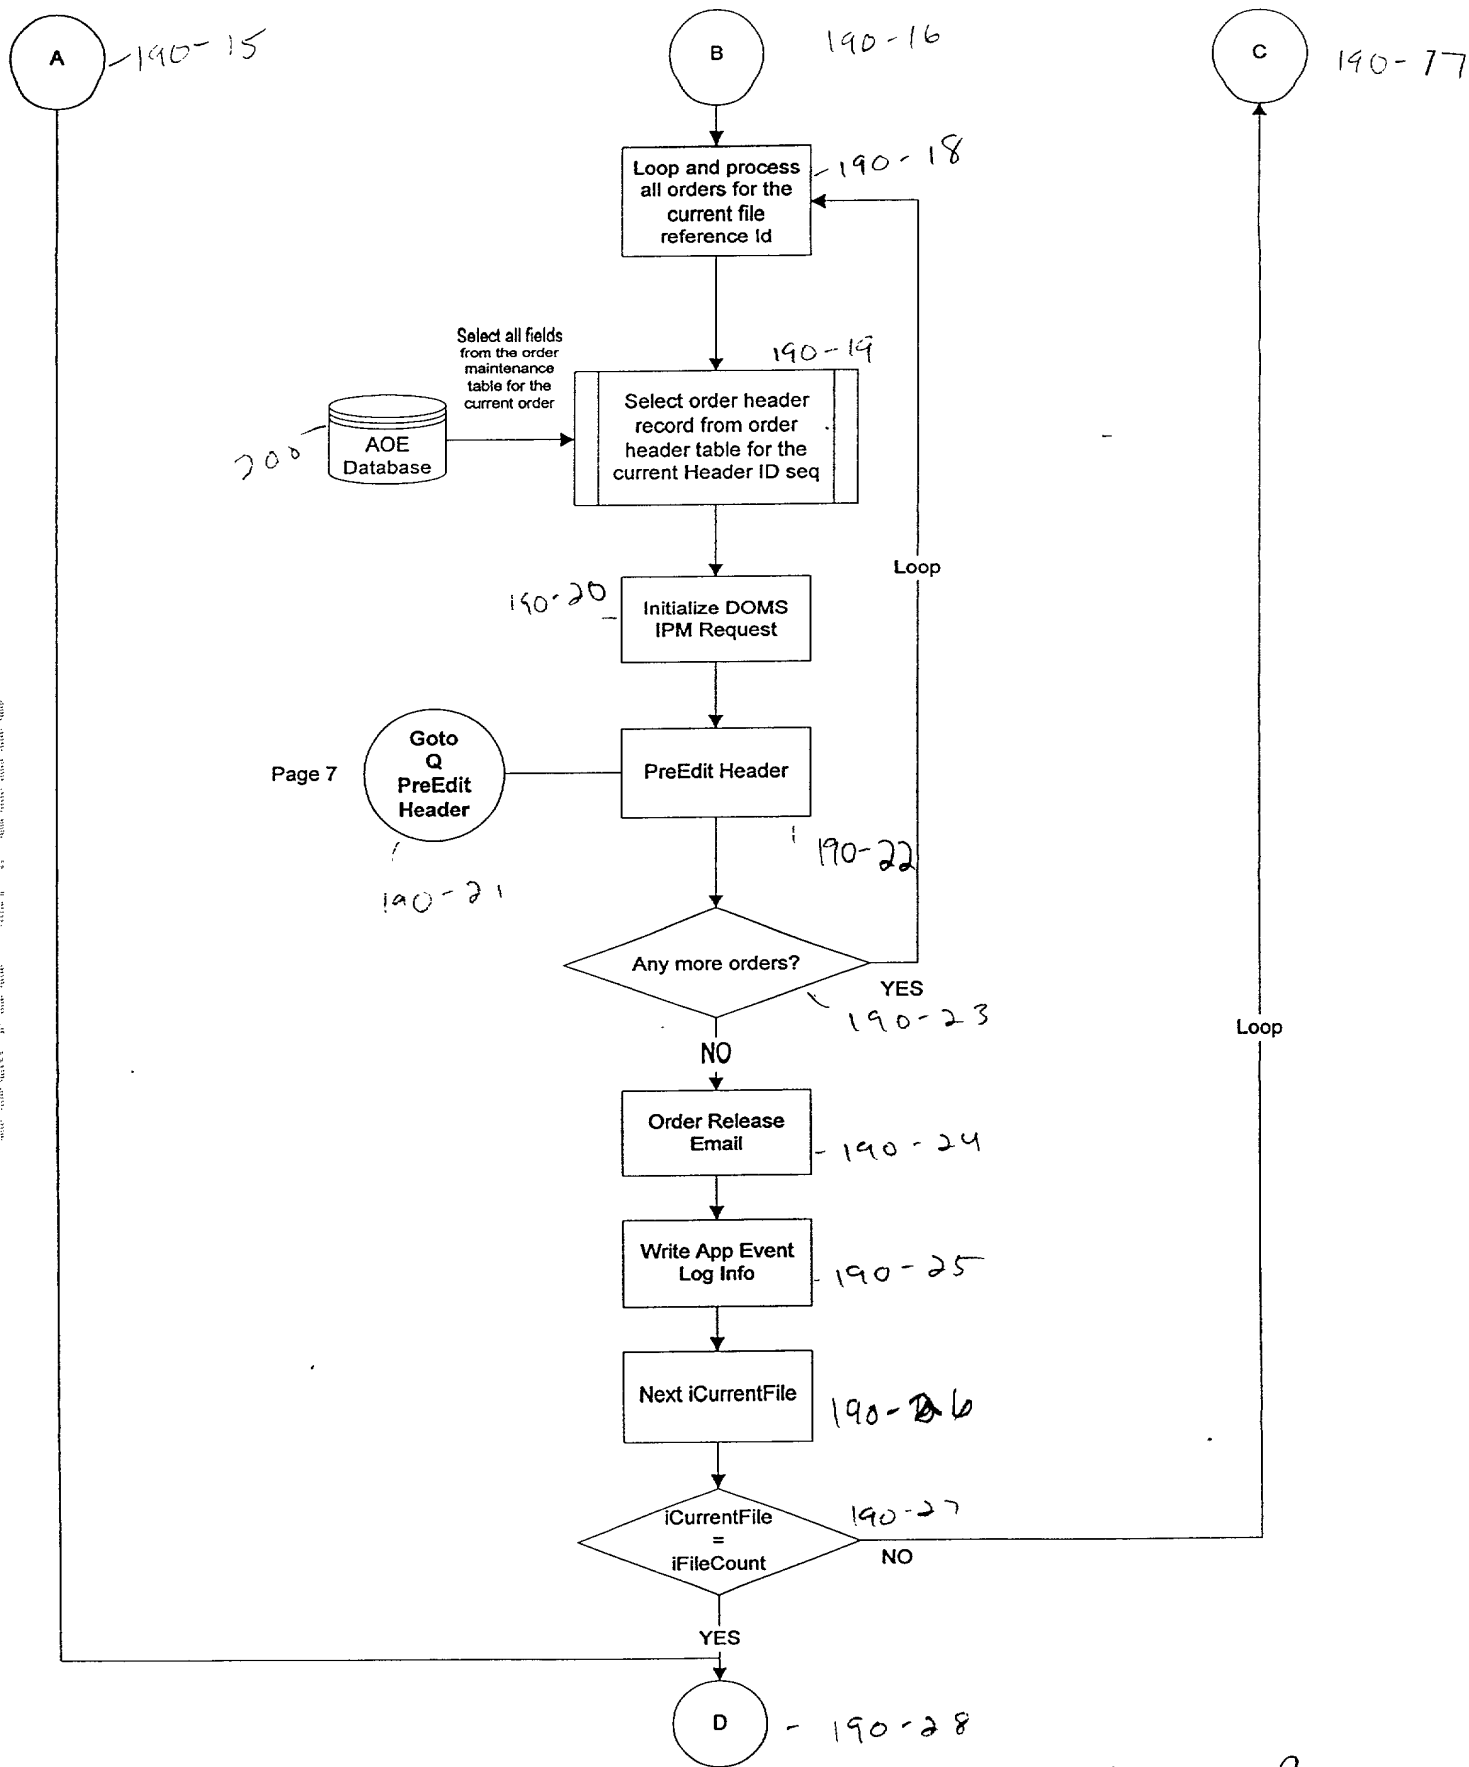 A
190-15
B
190-16
C
190-17
Loop and process
all orders for the
current file
reference Id
190-18
Select all fields
from the order
maintenance
table for the
current order
190-19
Select order header
record from order
header table for the
current Header ID seq
AOE
Database
200
Loop
190-20
Initialize DOMS
IPM Request
Page 7
Goto
Q
PreEdit
Header
PreEdit Header
190-22
190-21
Any more orders?
YES
190-23
NO
Loop
Order Release
Email
190-24
Write App Event
Log Info
190-25
Next iCurrentFile
190-26
iCurrentFile
=
iFileCount
190-27
NO
YES
D
190-28